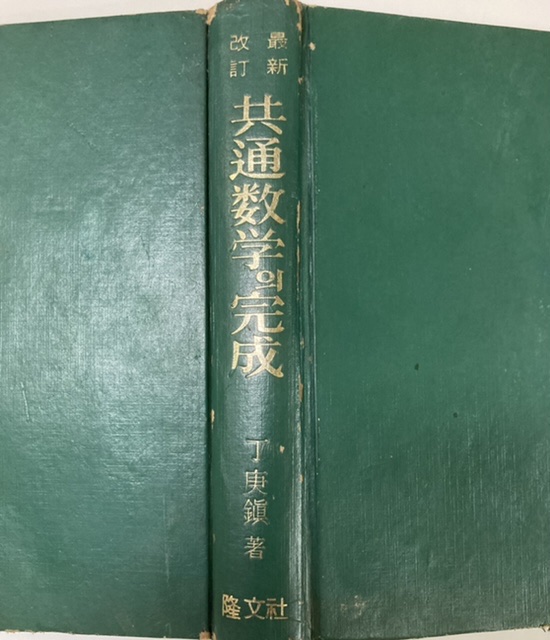 最新
改訂
共通数学의完成
丁庚鎭 著
隆文社